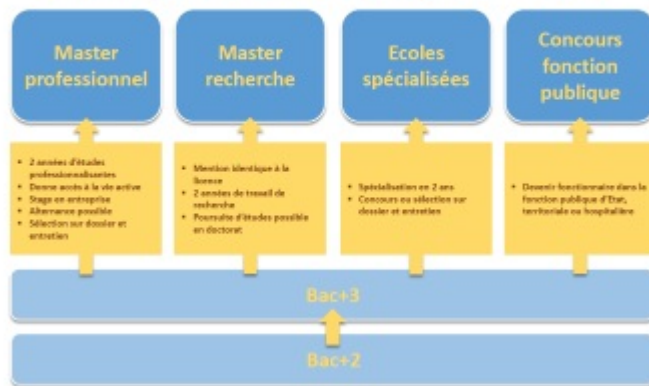 Master
professionnel
Master
recherche
Ecoles
spécialisées
Concours
fonction
publique
2 années d'études
professionnalisantes
Donne accès à la vie active
Stage en entreprise
Alternance possible
Sélection sur dossier et
entretien
Mention identique à la
licence
2 années de travail de
recherche
Poursuite d'études possible
en doctorat
Spécialisation en 2 ans
Concours ou sélection sur
dossier et entretien
Devenir fonctionnaire dans la
fonction publique d'Etat,
territoriale ou hospitalière
Bac+3
Bac+2